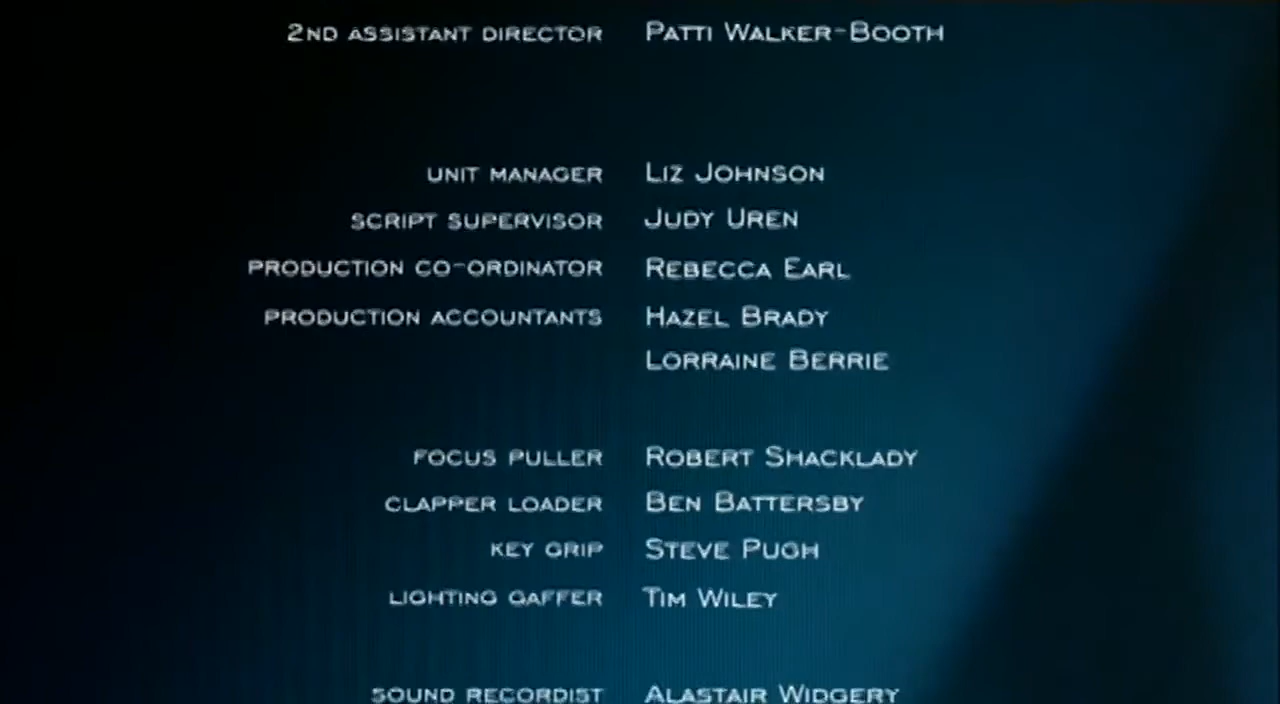 2ND ASSISTANT DIRECTOR PATTI WALKER-BOOTH
UNIT MANAGER LIZ JOHNSON
SCRIPT SUPERVISOR JUDY UREN
PRODUCTION CO-ORDINATOR REBECCA EARL
PRODUCTION ACCOUNTANTS HAZEL BRADY
LORRAINE BERRIE
FOCUS PULLER ROBERT SHACKLADY
CLAPPER LOADER BEN BATTERSBY
KEY GRIP STEVE PUGH
LIGHTING GAFFER TIM WILEY
SOUND RECORDIST ALASTAIR WIDGERY